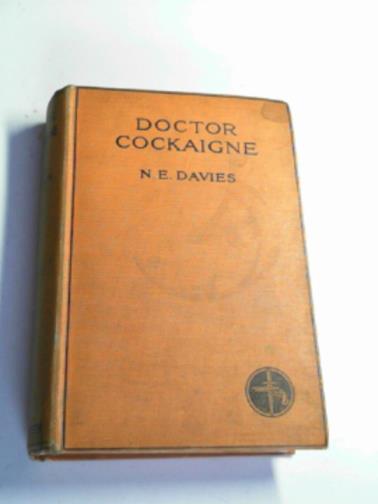 DOCTOR
COCKAIGNE
N. E. DAVIES